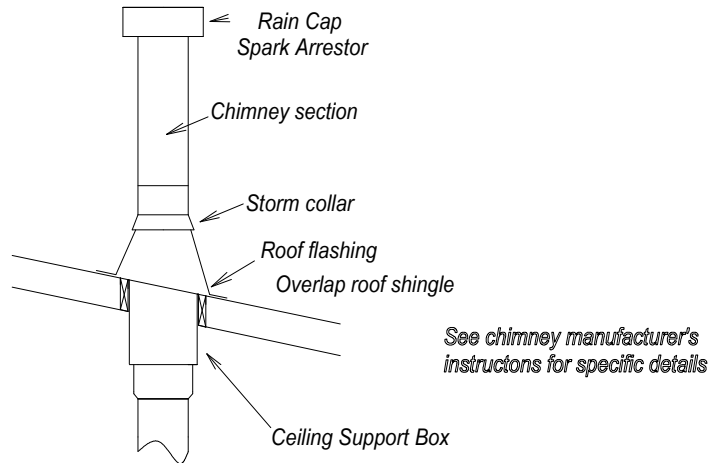 Rain Cap
Spark Arrestor
Chimney section
Storm collar
Roof flashing
Overlap roof shingle
See chimney manufacturer's
instructons for specific details
Ceiling Support Box